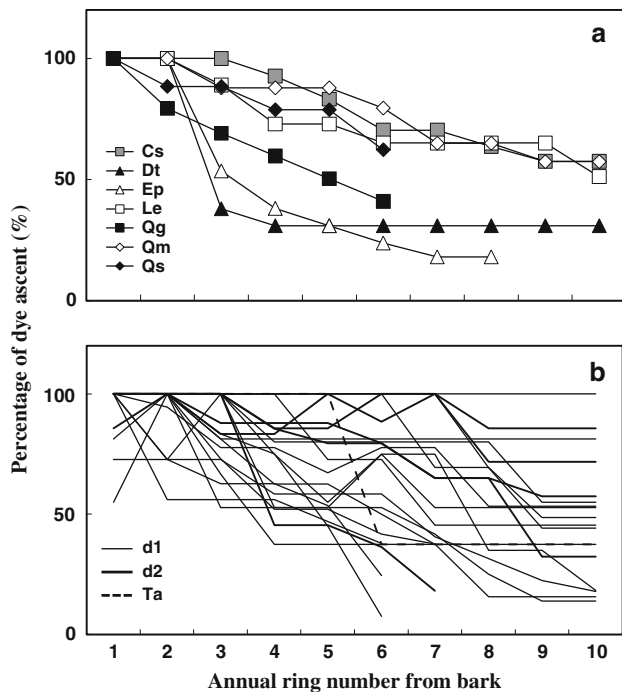 a
100
50
0
Cs
Dt
Ep
Le
Qg
Qm
Qs
Percentage of dye ascent (%)
b
100
50
0
d1
d2
Ta
1 2 3 4 5 6 7 8 9 10
Annual ring number from bark